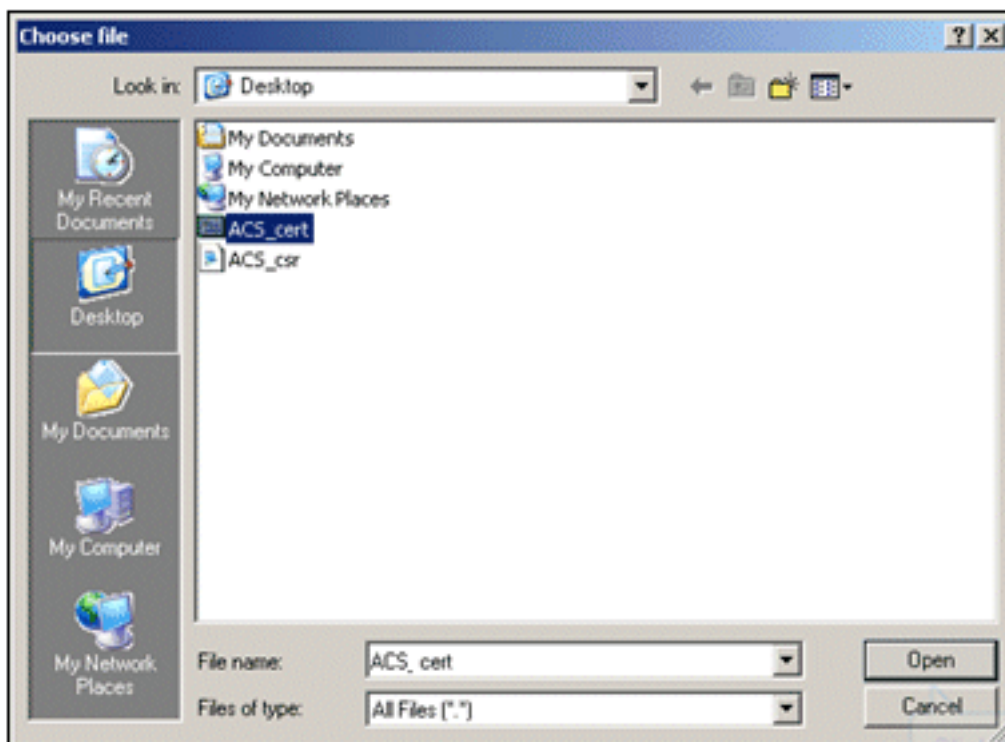 Choose file
Look in: Desktop
My Recent
Documents
Desktop
My Documents
My Computer
My Network
Places
My Documents
My Computer
My Network Places
ACS_cert
ACS_csr
File name: ACS_ cert Open
Files of type: All Files (*.*) Cancel